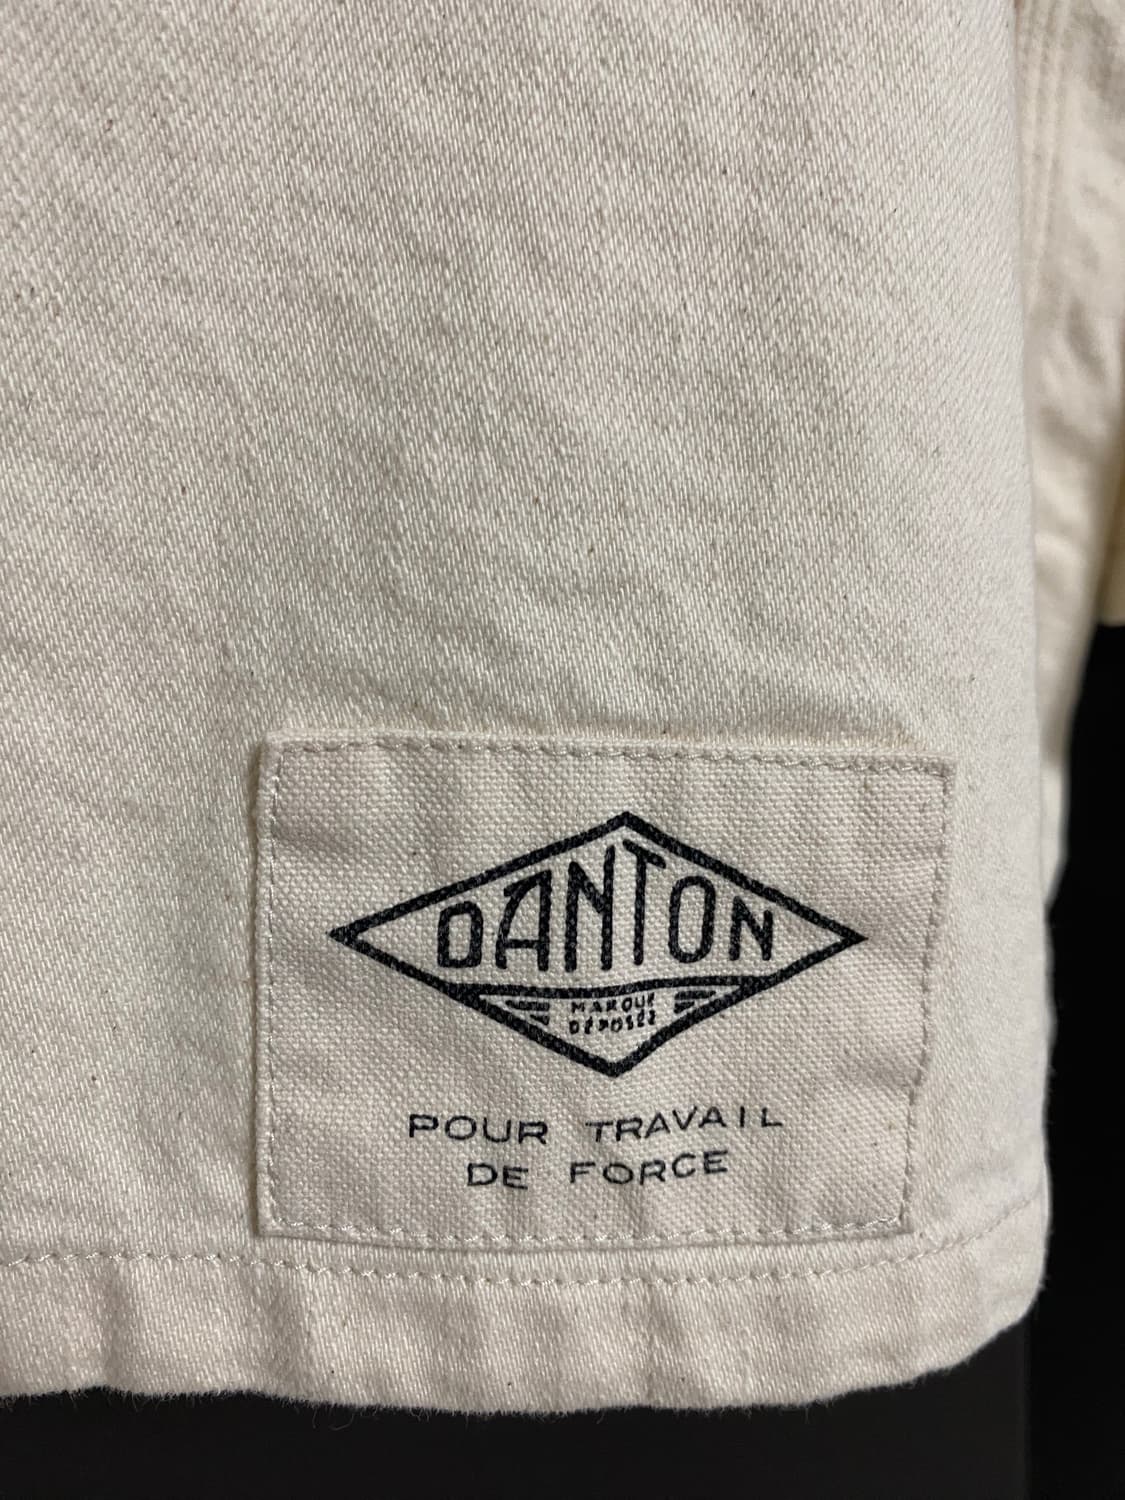 DANTON
MARQUE
DÉPOSÉE
POUR TRAVAIL
DE FORCE